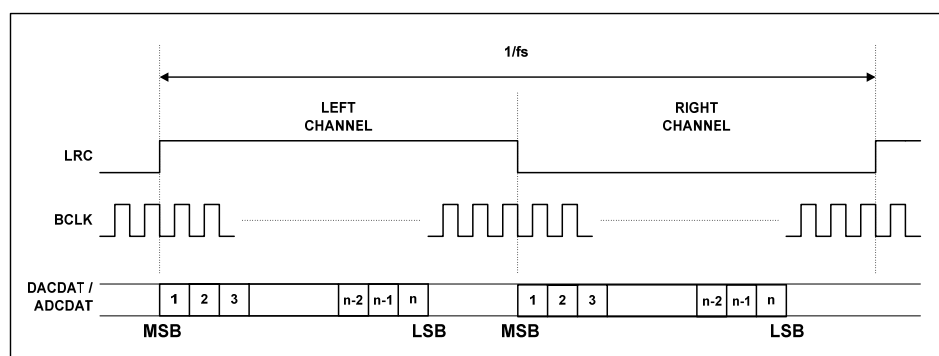 1/fs
LEFT
CHANNEL
RIGHT
CHANNEL
LRC
BCLK
DACDAT /
ADCDAT
1 2 3 n-2 n-1 n 1 2 3 n-2 n-1 n
MSB LSB MSB LSB